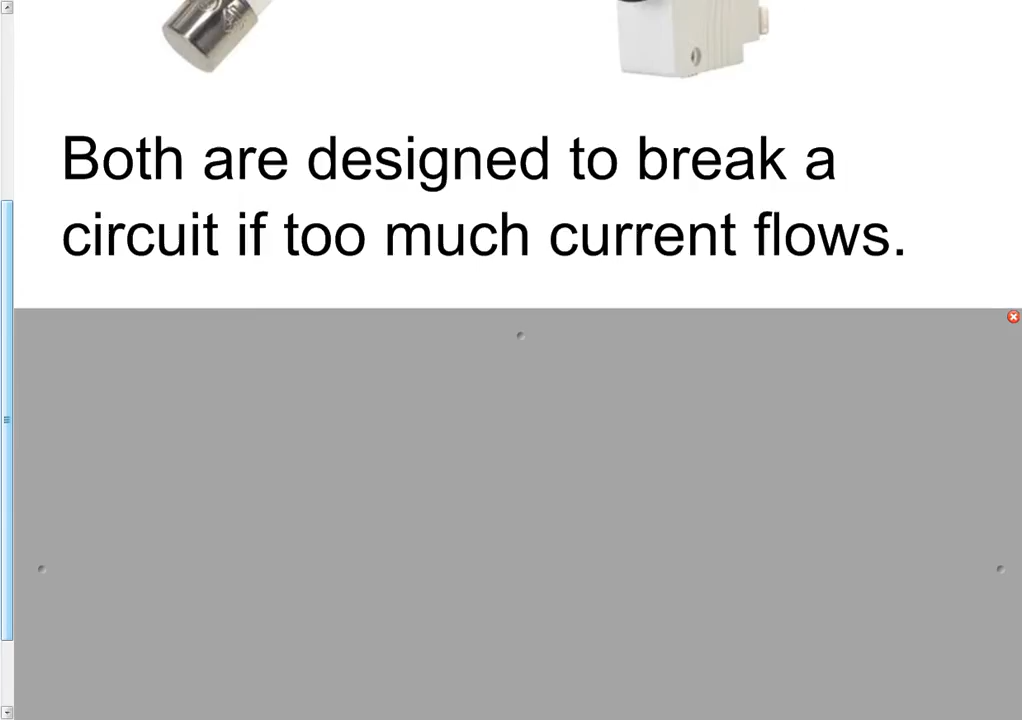 Both are designed to break a
circuit if too much current flows.